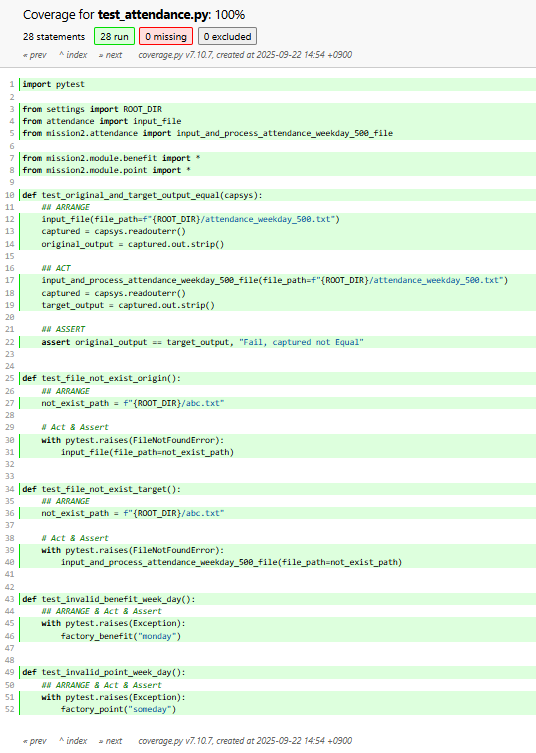 Coverage for test_attendance.py: 100%
28 statements 28 run 0 missing 0 excluded
« prev ^ index » next coverage.py v7.10.7, created at 2025-09-22 14:54 +0900
1 import pytest
2
3 from settings import ROOT_DIR
4 from attendance import input_file
5 from mission2.attendance import input_and_process_attendance_weekday_500_file
6
7 from mission2.module.benefit import *
8 from mission2.module.point import *
9
10 def test_original_and_target_output_equal(capsys):
11 ## ARRANGE
12 input_file(file_path=f"{ROOT_DIR}/attendance_weekday_500.txt")
13 captured = capsys.readouterr()
14 original_output = captured.out.strip()
15
16 ## ACT
17 input_and_process_attendance_weekday_500_file(file_path=f"{ROOT_DIR}/attendance_weekday_500.txt")
18 captured = capsys.readouterr()
19 target_output = captured.out.strip()
20
21 ## ASSERT
22 assert original_output == target_output, "Fail, captured not Equal"
23
24
25 def test_file_not_exist_origin():
26 ## ARRANGE
27 not_exist_path = f"{ROOT_DIR}/abc.txt"
28
29 # Act & Assert
30 with pytest.raises(FileNotFoundError):
31 input_file(file_path=not_exist_path)
32
33
34 def test_file_not_exist_target():
35 ## ARRANGE
36 not_exist_path = f"{ROOT_DIR}/abc.txt"
37
38 # Act & Assert
39 with pytest.raises(FileNotFoundError):
40 input_and_process_attendance_weekday_500_file(file_path=not_exist_path)
41
42
43 def test_invalid_benefit_week_day():
44 ## ARRANGE & Act & Assert
45 with pytest.raises(Exception):
46 factory_benefit("monday")
47
48
49 def test_invalid_point_week_day():
50 ## ARRANGE & Act & Assert
51 with pytest.raises(Exception):
52 factory_point("someday")
« prev ^ index » next coverage.py v7.10.7, created at 2025-09-22 14:54 +0900